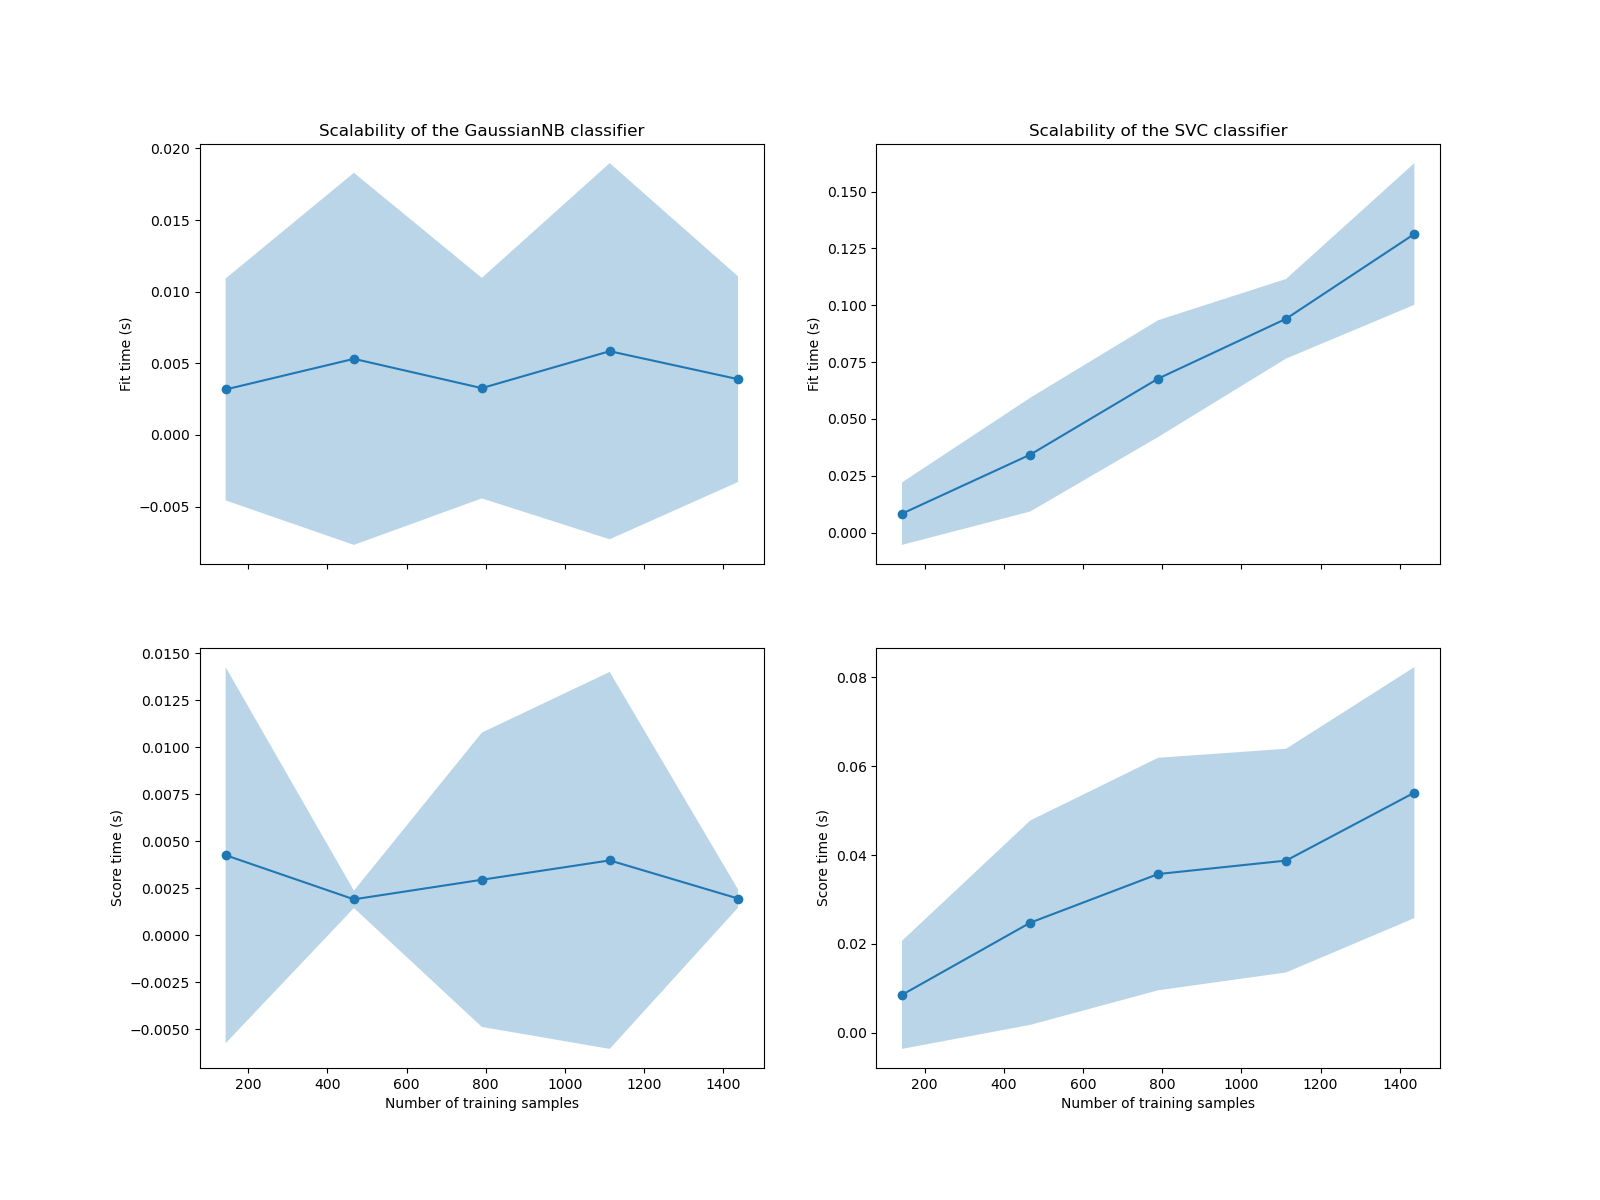 Scalability of the GaussianNB classifier
0.020
0.015
0.010
0.005
0.000
−0.005
Fit time (s)
Scalability of the SVC classifier
0.150
0.125
0.100
0.075
0.050
0.025
0.000
Fit time (s)
0.0150
0.0125
0.0100
0.0075
0.0050
0.0025
0.0000
−0.0025
−0.0050
Score time (s)
200 400 600 800 1000 1200 1400
Number of training samples
0.08
0.06
0.04
0.02
0.00
Score time (s)
200 400 600 800 1000 1200 1400
Number of training samples